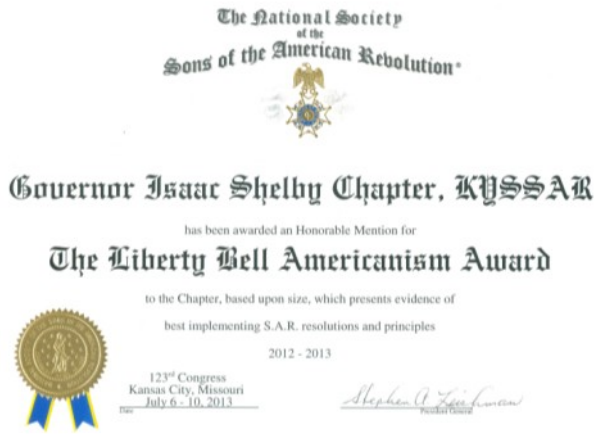 The National Society
of the
Sons of the American Revolution®
Governor Isaac Shelby Chapter, KYSSAR
has been awarded an Honorable Mention for
The Liberty Bell Americanism Award
to the Chapter, based upon size, which presents evidence of
best implementing S.A.R. resolutions and principles
2012 - 2013
123rd Congress
Kansas City, Missouri
July 6 - 10, 2013
Date
Stephen A
President General